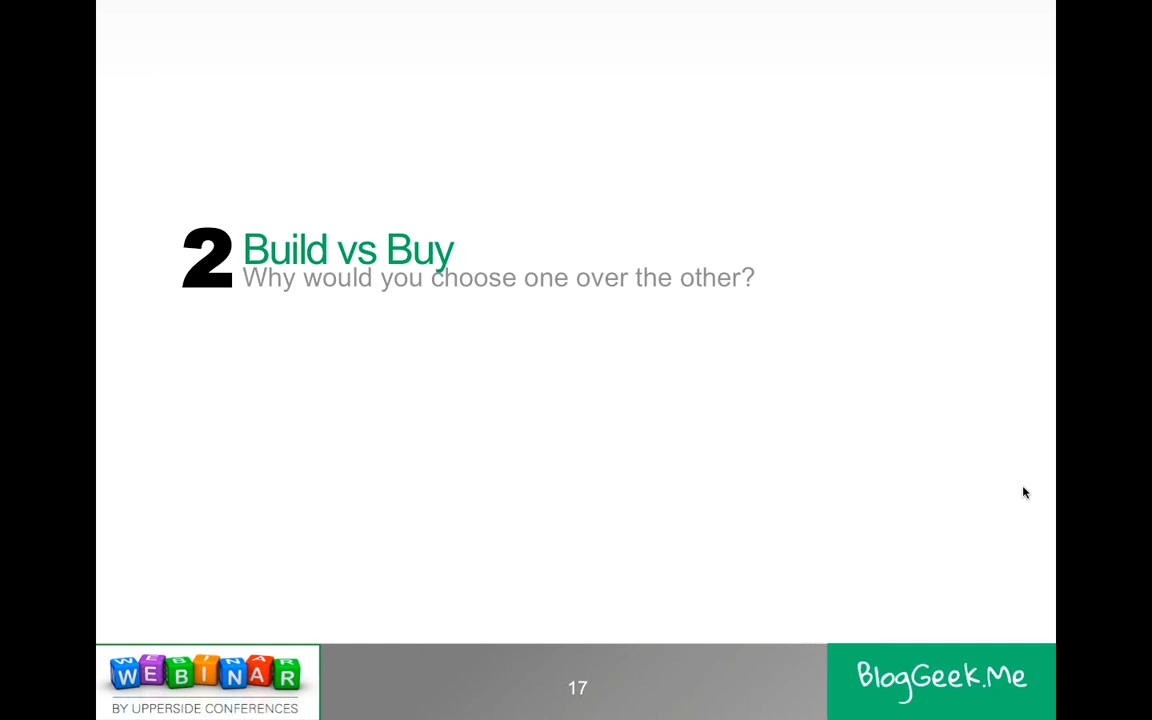 2 Build vs Buy
Why would you choose one over the other?
WEBINAR
BY UPPERSIDE CONFERENCES
17
BlogGeek.Me